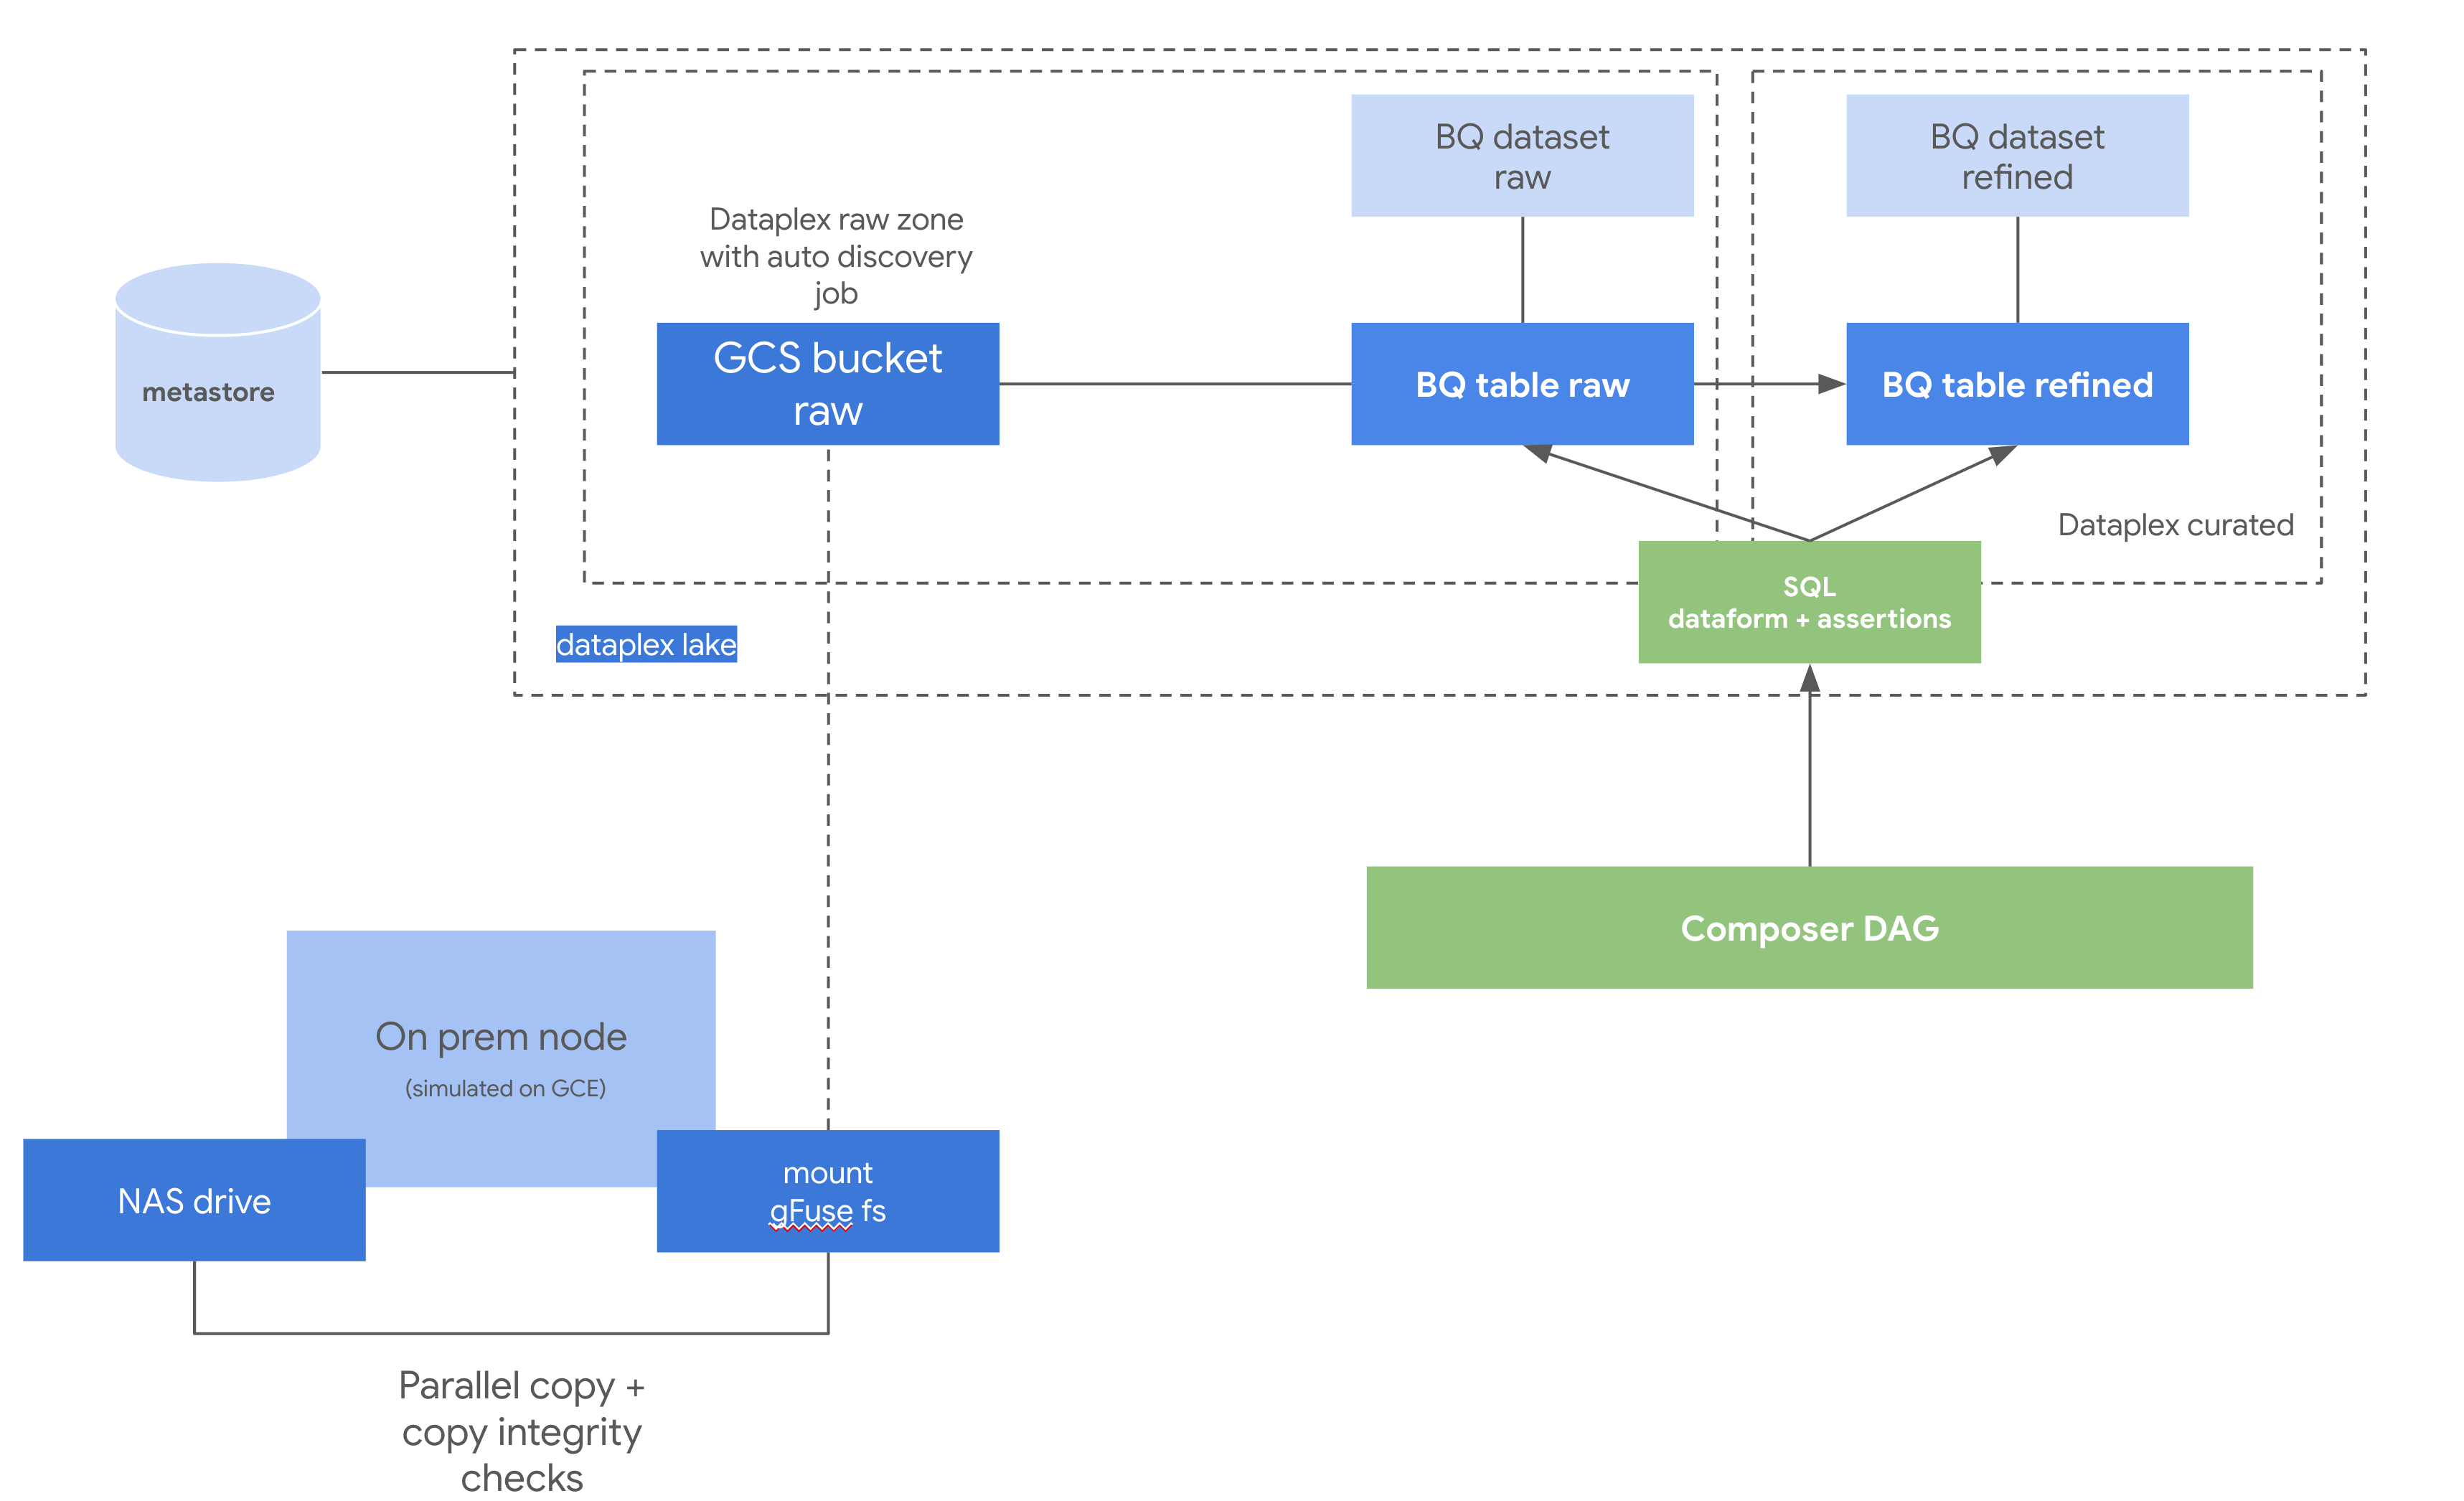 BQ dataset
raw
BQ dataset
refined
Dataplex raw zone
with auto discovery
job
metastore
GCS bucket
raw
BQ table raw
BQ table refined
Dataplex curated
SQL
dataform + assertions
dataplex lake
Composer DAG
On prem node
(simulated on GCE)
NAS drive
mount
gFuse fs
Parallel copy +
copy integrity
checks